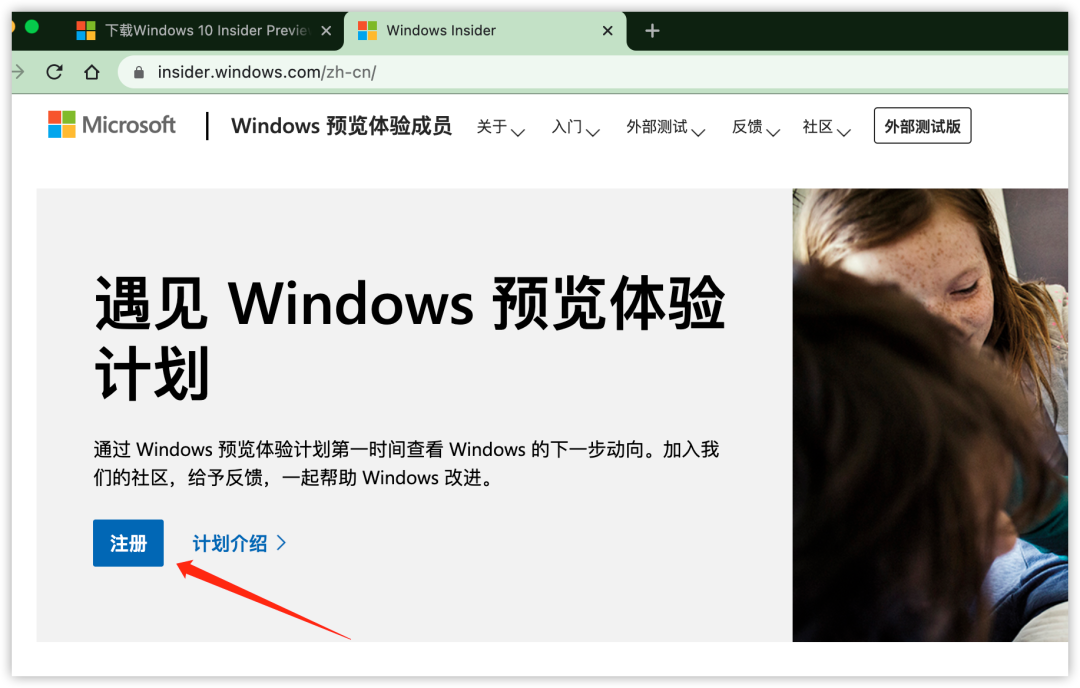 下载Windows 10 Insider Previe
Windows Insider
insider.windows.com/zh-cn/
Microsoft
Windows 预览体验成员
关于
入门
外部测试
反馈
社区
外部测试版
遇见 Windows 预览体验
计划
通过 Windows 预览体验计划第一时间查看 Windows 的下一步动向。加入我
们的社区，给予反馈，一起帮助 Windows 改进。
注册
计划介绍